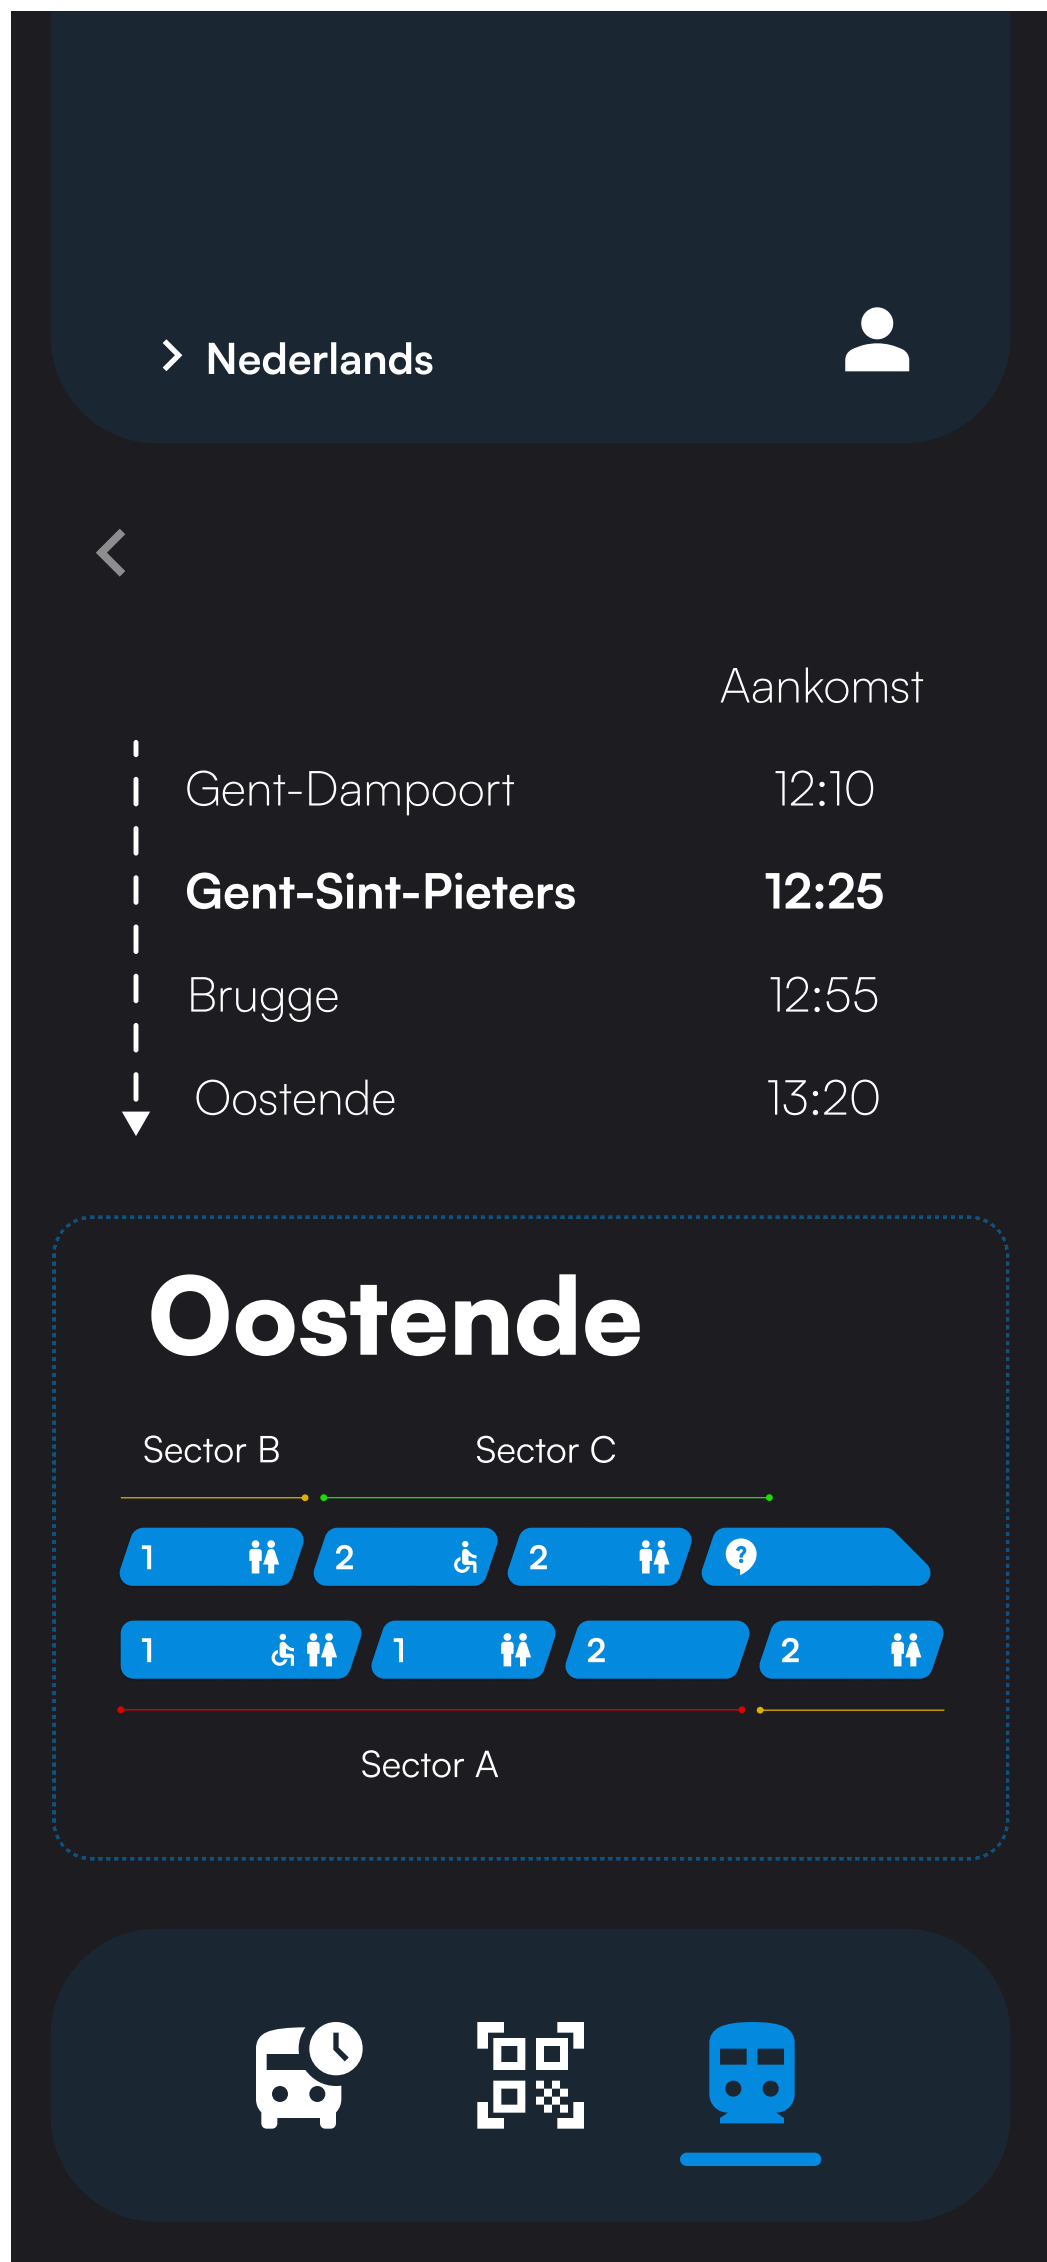 Nederlands
Aankomst
Gent-Dampoort 12:10
Gent-Sint-Pieters 12:25
Brugge 12:55
Oostende 13:20
Oostende
Sector B Sector C
1 2 2 ?
1 1 2 2
Sector A